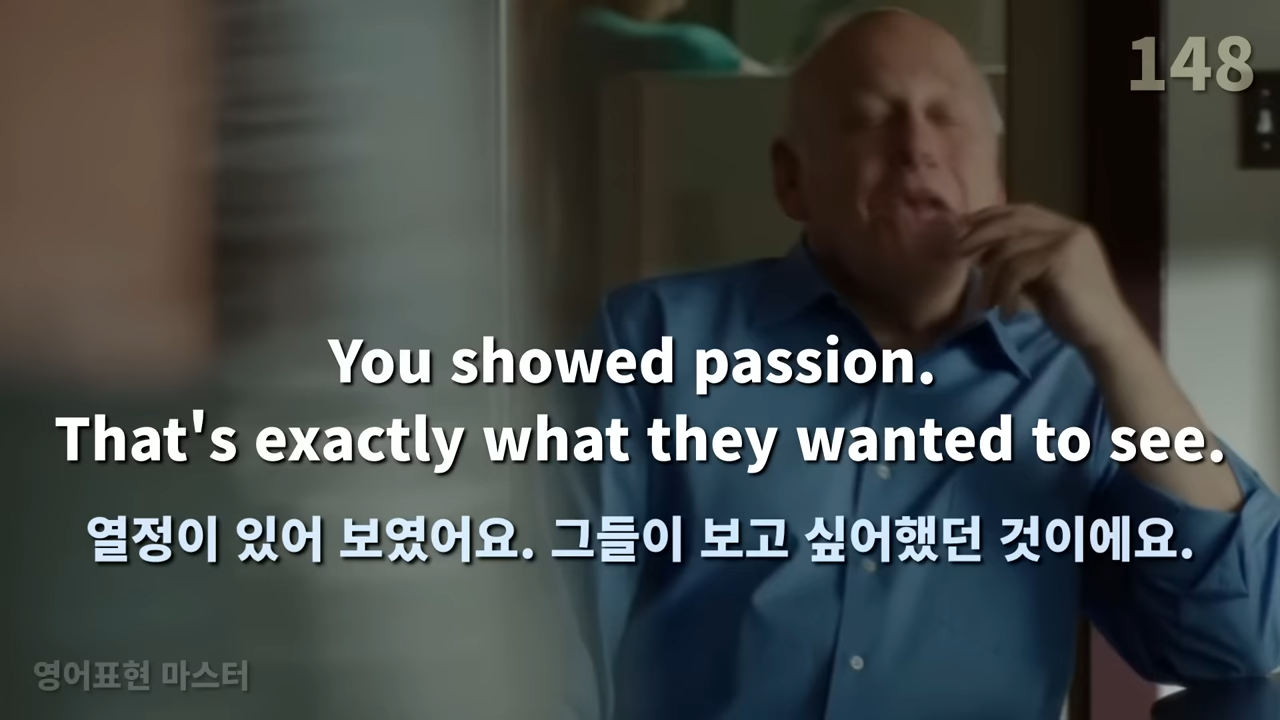 148
You showed passion.
That's exactly what they wanted to see.
열정이 있어 보였어요. 그들이 보고 싶어했던 것이에요.
영어표현 마스터